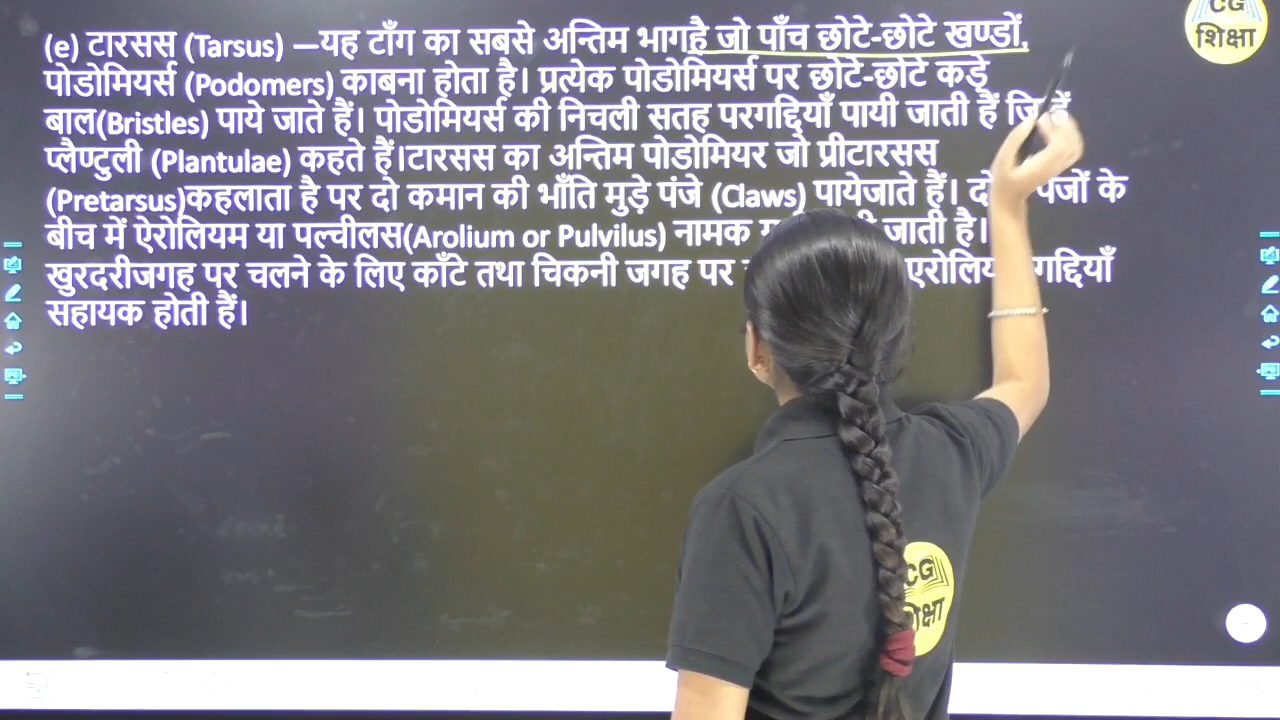 (e) टारसस (Tarsus) —यह टाँग का सबसे अन्तिम भागहै जो पाँच छोटे-छोटे खण्डों,
पोडोमियर्स (Podomers) काबना होता है। प्रत्येक पोडोमियर्स पर छोटे-छोटे कड़े
बाल(Bristles) पाये जाते हैं। पोडोमियर्स की निचली सतह परगद्दियाँ पायी जाती हैं
प्लैण्टुली (Plantulae) कहते हैं।टारसस का अन्तिम पोडोमियर जो प्रीटारसस
(Pretarsus)कहलाता है पर दो कमान की भाँति मुड़े पंजे (Claws) पायेजाते हैं। पंजों के
बीच में ऐरोलियम या पल्चीलस(Arolium or Pulvilus) नामक जाती है।
खुरदरीजगह पर चलने के लिए काँटे तथा चिकनी जगह पर गद्दियाँ
सहायक होती हैं।
CG
शिक्षा
CG